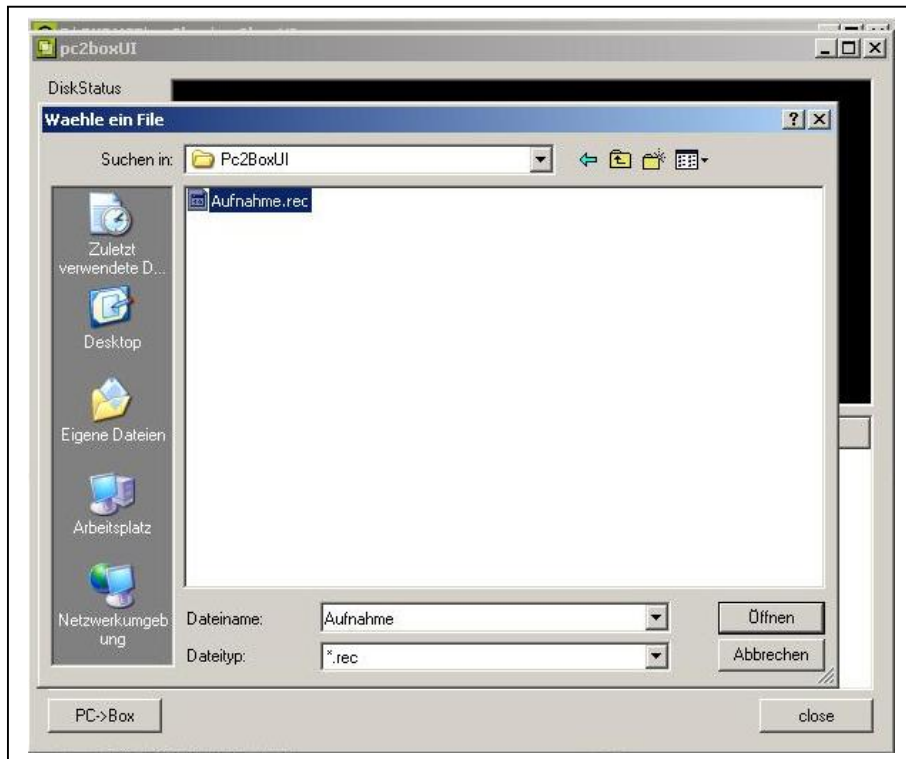 pc2boxUI
DiskStatus
Waehle ein File
Suchen in:
Pc2BoxUI
Aufnahme.rec
Zuletzt
verwendete D...
Desktop
Eigene Dateien
Arbeitsplatz
Netzwerkumgeb
ung
Dateiname:
Aufnahme
Öffnen
Dateityp:
*.rec
Abbrechen
PC->Box
close